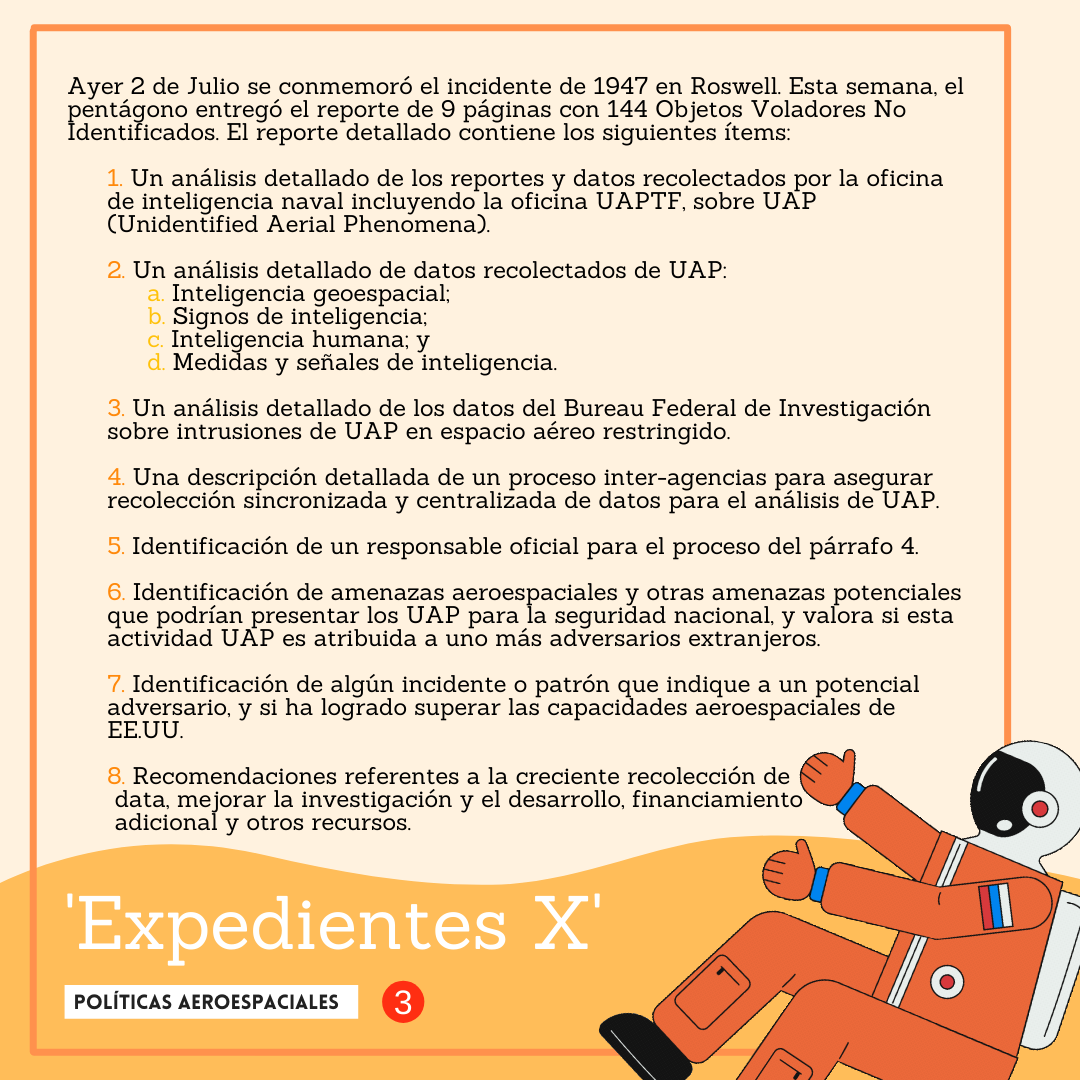 Ayer 2 de Julio se conmemoró el incidente de 1947 en Roswell. Esta semana, el
pentágono entregó el reporte de 9 páginas con 144 Objetos Voladores No
Identificados. El reporte detallado contiene los siguientes ítems:
1. Un análisis detallado de los reportes y datos recolectados por la oficina
de inteligencia naval incluyendo la oficina UAPTF, sobre UAP
(Unidentified Aerial Phenomena).
2. Un análisis detallado de datos recolectados de UAP:
a. Inteligencia geoespacial;
b. Signos de inteligencia;
c. Inteligencia humana; y
d. Medidas y señales de inteligencia.
3. Un análisis detallado de los datos del Bureau Federal de Investigación
sobre intrusiones de UAP en espacio aéreo restringido.
4. Una descripción detallada de un proceso inter-agencias para asegurar
recolección sincronizada y centralizada de datos para el análisis de UAP.
5. Identificación de un responsable oficial para el proceso del párrafo 4.
6. Identificación de amenazas aeroespaciales y otras amenazas potenciales
que podrían presentar los UAP para la seguridad nacional, y valora si esta
actividad UAP es atribuida a uno más adversarios extranjeros.
7. Identificación de algún incidente o patrón que indique a un potencial
adversario, y si ha logrado superar las capacidades aeroespaciales de
EE.UU.
8. Recomendaciones referentes a la creciente recolección de
data, mejorar la investigación y el desarrollo, financiamiento
adicional y otros recursos.
'Expedientes X'
POLÍTICAS AEROESPACIALES
3